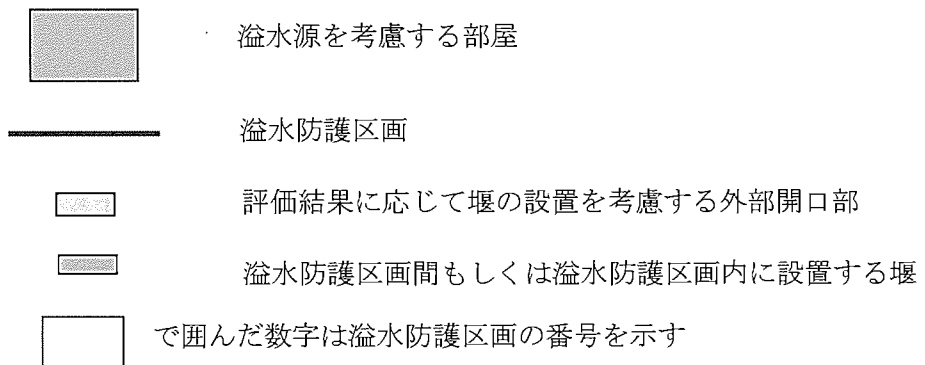 溢水源を考慮する部屋
溢水防護区画
評価結果に応じて堰の設置を考慮する外部開口部
溢水防護区画間もしくは溢水防護区画内に設置する堰
で囲んだ数字は溢水防護区画の番号を示す